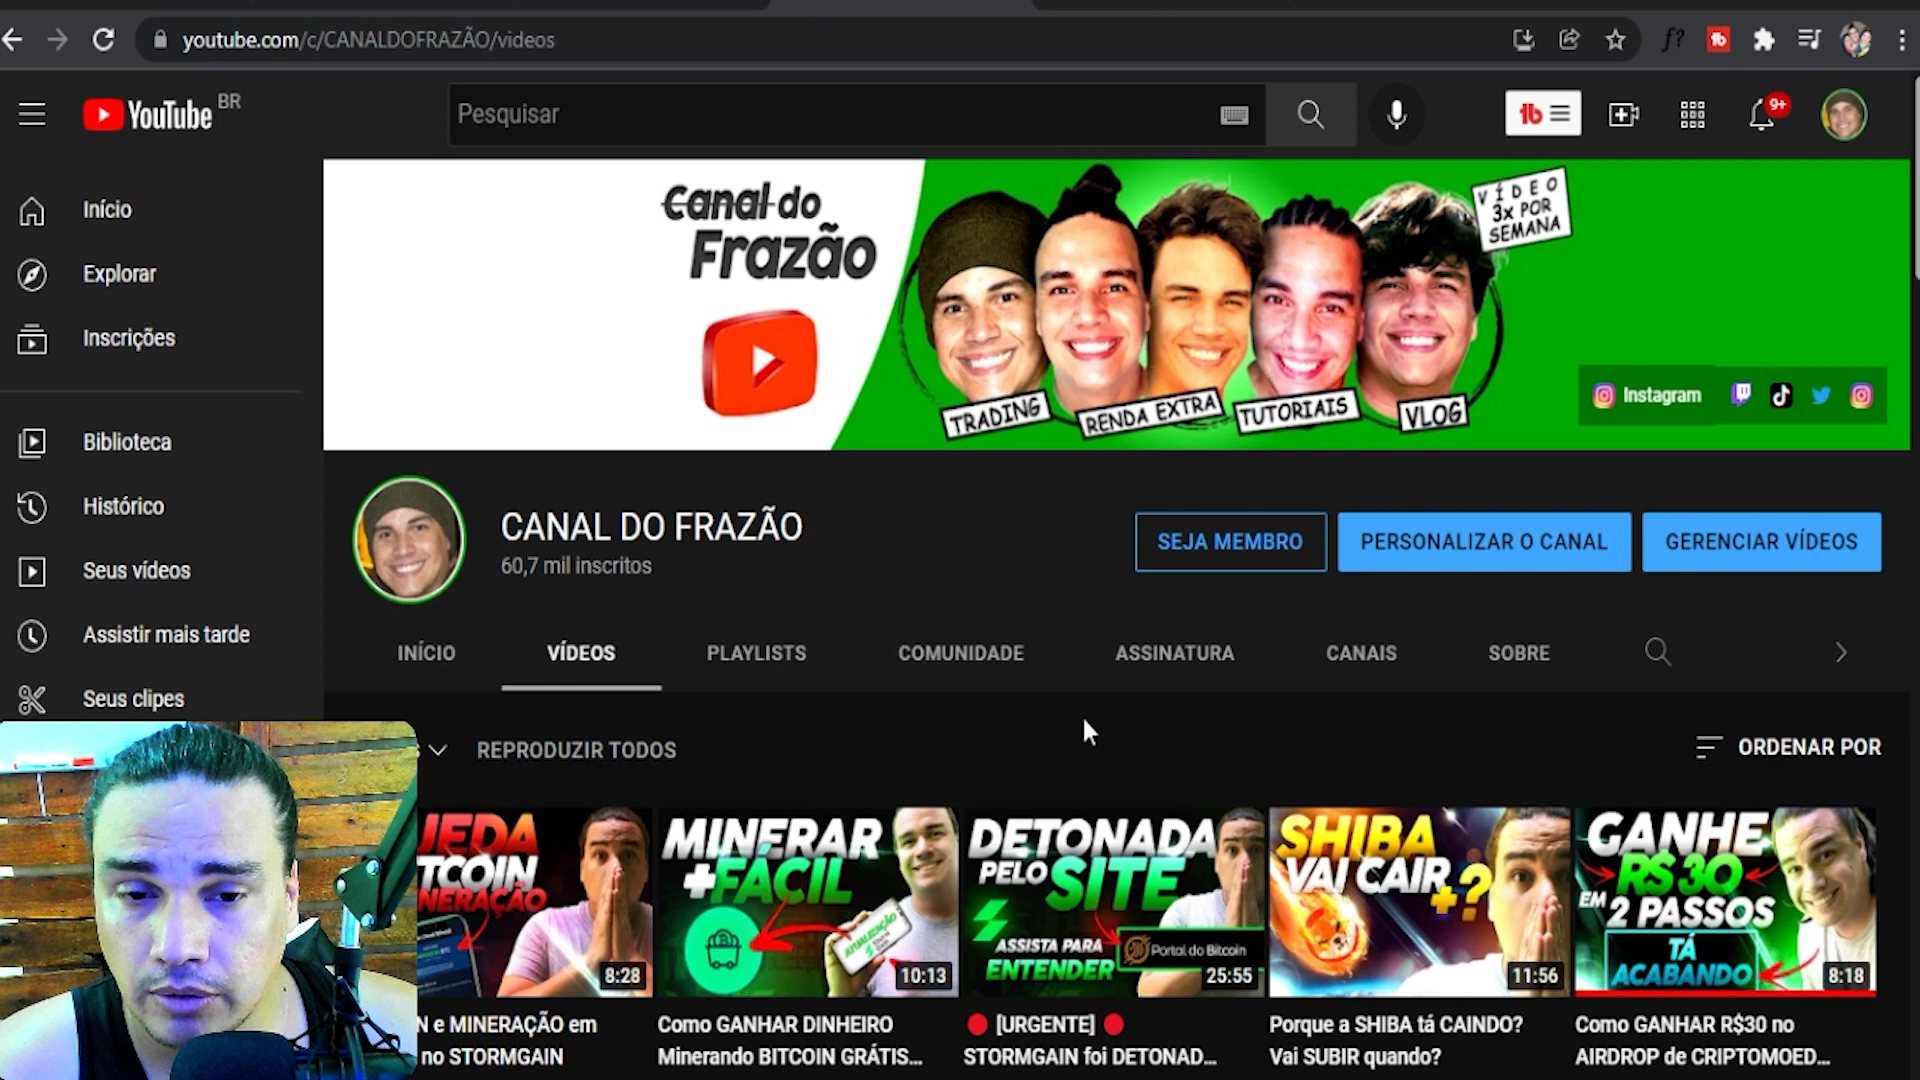 youtube.com/c/CANALDOFRAZÃO/videos
YouTube BR
Pesquisar
9+
Início
Explorar
Inscrições
Biblioteca
Histórico
Seus vídeos
Assistir mais tarde
Seus clipes
Canal do
Frazão
VÍDEO
3x POR
SEMANA
TRADING
RENDA EXTRA
TUTORIAIS
VLOG
Instagram
CANAL DO FRAZÃO
60,7 mil inscritos
SEJA MEMBRO
PERSONALIZAR O CANAL
GERENCIAR VÍDEOS
INÍCIO
VÍDEOS
PLAYLISTS
COMUNIDADE
ASSINATURA
CANAIS
SOBRE
REPRODUZIR TODOS
ORDENAR POR
UEDA
TCOIN
NERAÇÃO
8:28
N e MINERAÇÃO em
no STORMGAIN
MINERAR
+FÁCIL
ATUALIZAÇÃO
10:13
Como GANHAR DINHEIRO
Minerando BITCOIN GRÁTIS...
DETONADA
PELO SITE
ASSISTA PARA
ENTENDER
Portal do Bitcoin
25:55
[URGENTE]
STORMGAIN foi DETONAD...
SHIBA
VAI CAIR
+?
11:56
Porque a SHIBA tá CAINDO?
Vai SUBIR quando?
GANHE
R$30
EM 2 PASSOS
TÁ
ACABANDO
8:18
Como GANHAR R$30 no
AIRDROP de CRIPTOMOED...